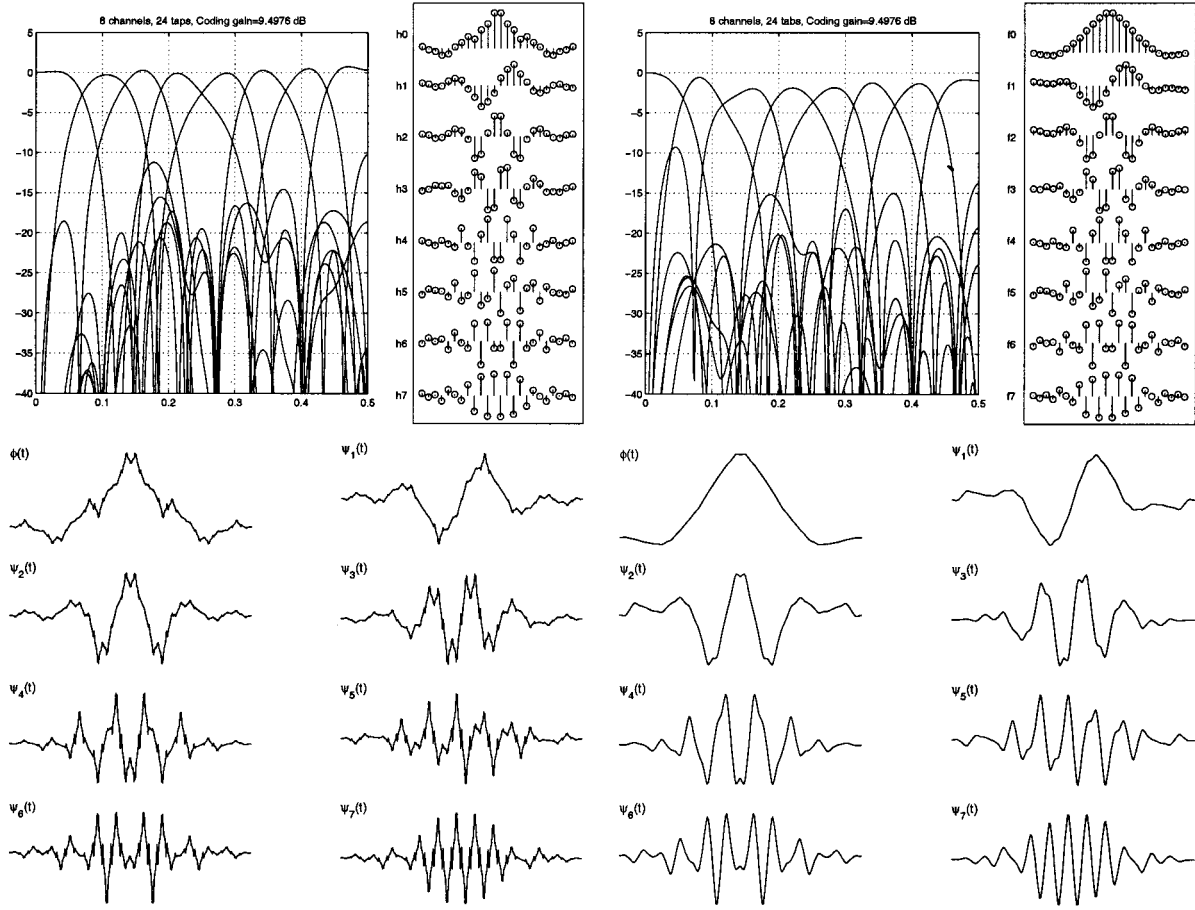 8 channels, 24 taps, Coding gain=9.4976 dB
5
0
−5
−10
−15
−20
−25
−30
−35
−40
0
0.1
0.2
0.3
0.4
0.5
h0
h1
h2
h3
h4
h5
h6
h7
8 channels, 24 tabs, Coding gain=9.4976 dB
5
0
−5
−10
−15
−20
−25
−30
−35
−40
0
0.1
0.2
0.3
0.4
0.5
f0
f1
f2
f3
f4
f5
f6
f7
ϕ(t)
ψ1(t)
ϕ(t)
ψ1(t)
ψ2(t)
ψ3(t)
ψ2(t)
ψ3(t)
ψ4(t)
ψ5(t)
ψ4(t)
ψ5(t)
ψ6(t)
ψ7(t)
ψ6(t)
ψ7(t)